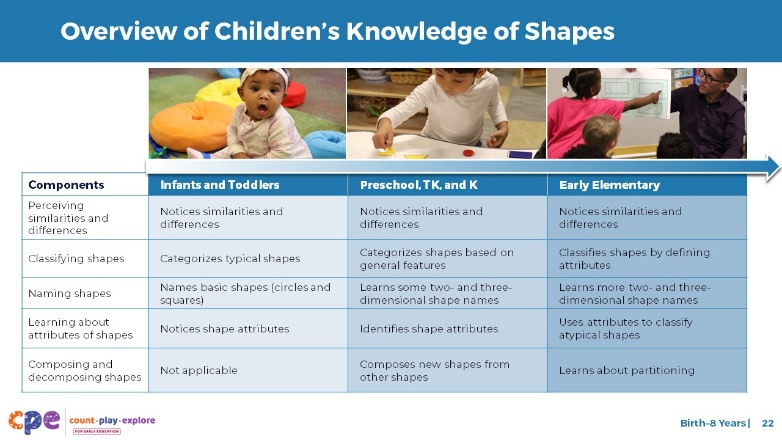 Overview of Children's Knowledge of Shapes
Components
Infants and Toddlers
Preschool, TK, and K
Early Elementary
Perceiving
similarities and
differences
Notices similarities and
differences
Notices similarities and
differences
Notices similarities and
differences
Classifying shapes
Categorizes typical shapes
Categorizes shapes based on
general features
Classifies shapes by defining
attributes
Naming shapes
Names basic shapes (circles and
squares)
Learns some two- and three-
dimensional shape names
Learns more two- and three-
dimensional shape names
Learning about
attributes of shapes
Notices shape attributes
Identifies shape attributes
Uses attributes to classify
atypical shapes
Composing and
decomposing shapes
Not applicable
Composes new shapes from
other shapes
Learns about partitioning
cpe
count·play·explore
FOR EARLY EDUCATION
Birth–8 Years| 22